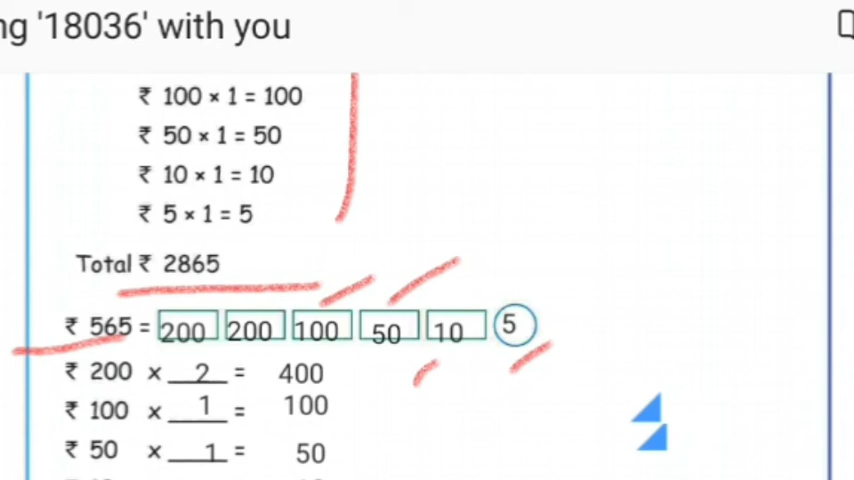 ng '18036' with you
₹ 100 × 1 = 100
₹ 50 × 1 = 50
₹ 10 × 1 = 10
₹ 5 × 1 = 5
Total ₹ 2865
₹ 565 = 200 200 100 50 10 5
₹ 200 × 2 = 400
₹ 100 × 1 = 100
₹ 50 × 1 = 50